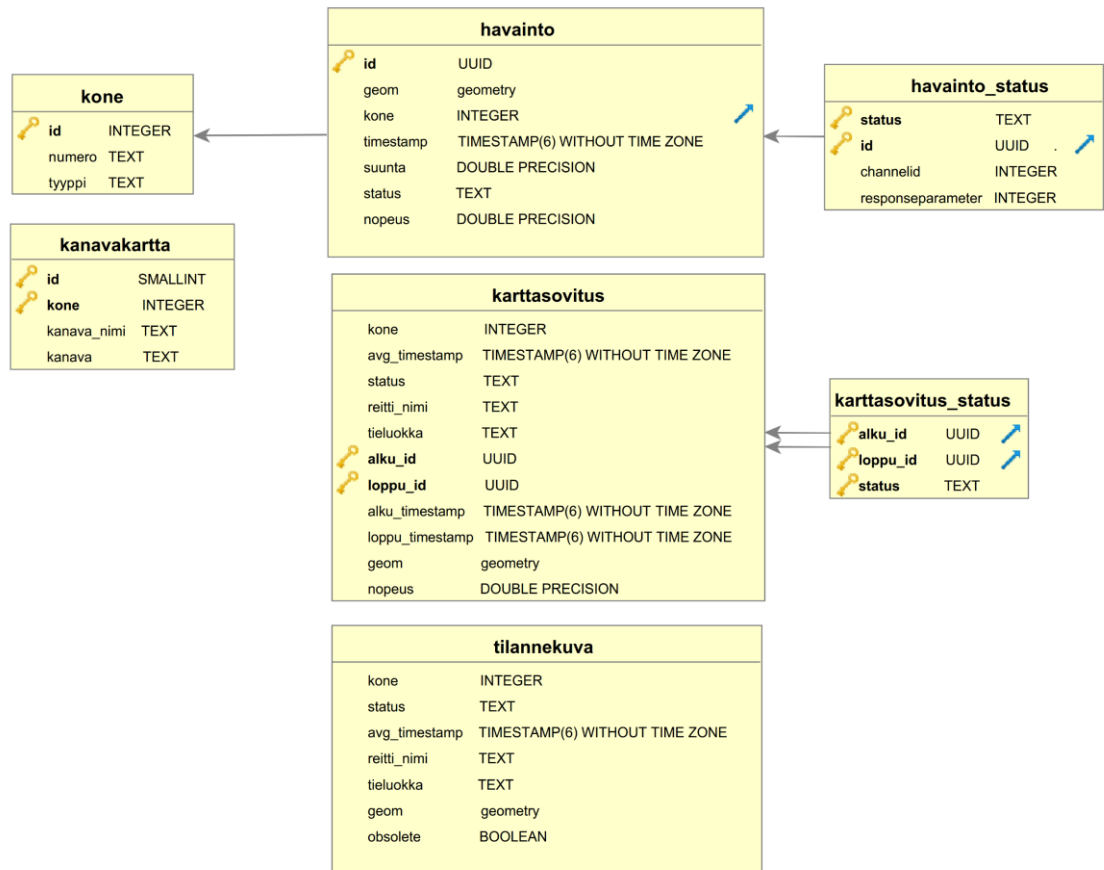 kone
id INTEGER
numero TEXT
tyyppi TEXT
kanavakartta
id SMALLINT
kone INTEGER
kanava_nimi TEXT
kanava TEXT
havainto
id UUID
geom geometry
kone INTEGER
timestamp TIMESTAMP(6) WITHOUT TIME ZONE
suunta DOUBLE PRECISION
status TEXT
nopeus DOUBLE PRECISION
havainto_status
status TEXT
id UUID .
channelid INTEGER
responseparameter INTEGER
karttasovitus
kone INTEGER
avg_timestamp TIMESTAMP(6) WITHOUT TIME ZONE
status TEXT
reitti_nimi TEXT
tieluokka TEXT
alku_id UUID
loppu_id UUID
alku_timestamp TIMESTAMP(6) WITHOUT TIME ZONE
loppu_timestamp TIMESTAMP(6) WITHOUT TIME ZONE
geom geometry
nopeus DOUBLE PRECISION
karttasovitus_status
alku_id UUID
loppu_id UUID
status TEXT
tilannekuva
kone INTEGER
status TEXT
avg_timestamp TIMESTAMP(6) WITHOUT TIME ZONE
reitti_nimi TEXT
tieluokka TEXT
geom geometry
obsolete BOOLEAN